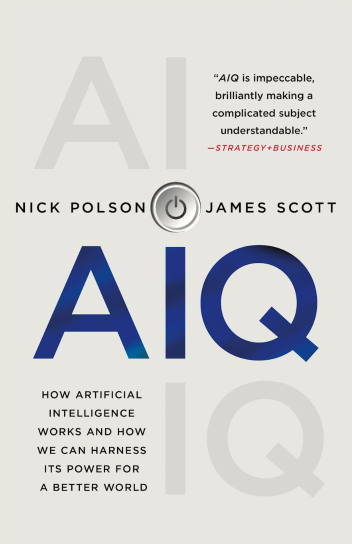 AI
“AIQ is impeccable,
brilliantly making a
complicated subject
understandable.”
—STRATEGY+BUSINESS
NICK POLSON JAMES SCOTT
AIQ
IQ
HOW ARTIFICIAL
INTELLIGENCE
WORKS AND HOW
WE CAN HARNESS
ITS POWER FOR
A BETTER WORLD